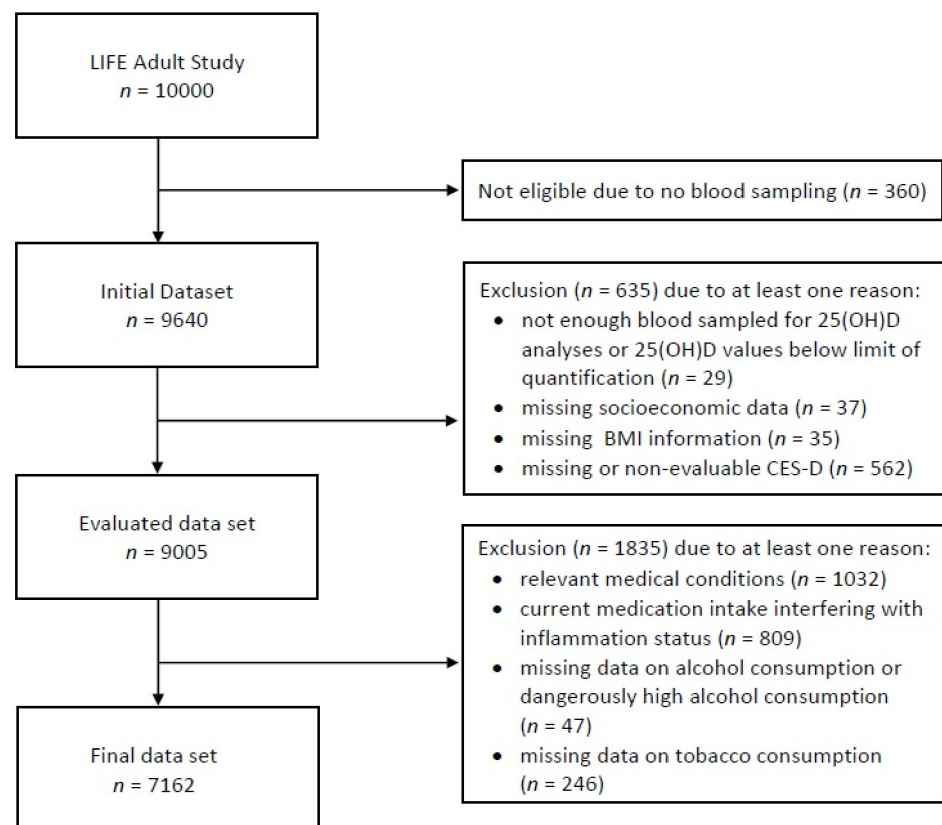 LIFE Adult Study
n = 10000
Not eligible due to no blood sampling (n = 360)
Initial Dataset
n = 9640
Exclusion (n = 635) due to at least one reason:
• not enough blood sampled for 25(OH)D
analyses or 25(OH)D values below limit of
quantification (n = 29)
• missing socioeconomic data (n = 37)
• missing BMI information (n = 35)
• missing or non-evaluable CES-D (n = 562)
Evaluated data set
n = 9005
Exclusion (n = 1835) due to at least one reason:
• relevant medical conditions (n = 1032)
• current medication intake interfering with
inflammation status (n = 809)
• missing data on alcohol consumption or
dangerously high alcohol consumption
(n = 47)
• missing data on tobacco consumption
(n = 246)
Final data set
n = 7162